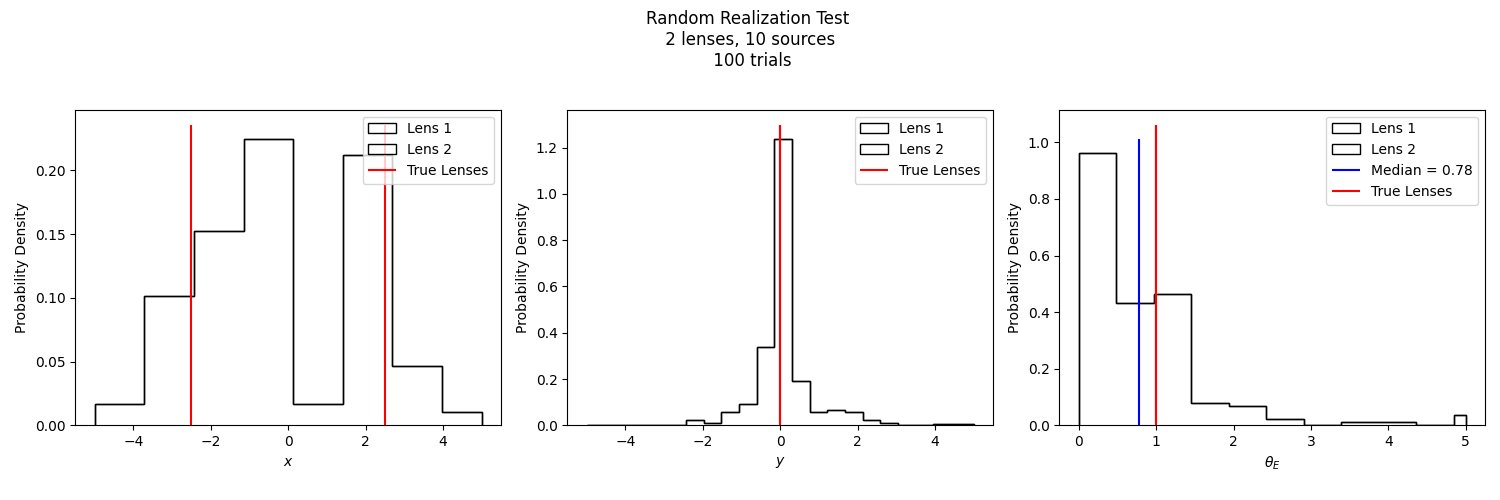 Random Realization Test
2 lenses, 10 sources
100 trials
Probability Density
0.00
0.05
0.10
0.15
0.20
−4
−2
0
2
4
x
Lens 1
Lens 2
True Lenses
Probability Density
0.0
0.2
0.4
0.6
0.8
1.0
1.2
−4
−2
0
2
4
y
Lens 1
Lens 2
True Lenses
Probability Density
0.0
0.2
0.4
0.6
0.8
1.0
0
1
2
3
4
5
θ_E
Lens 1
Lens 2
Median = 0.78
True Lenses